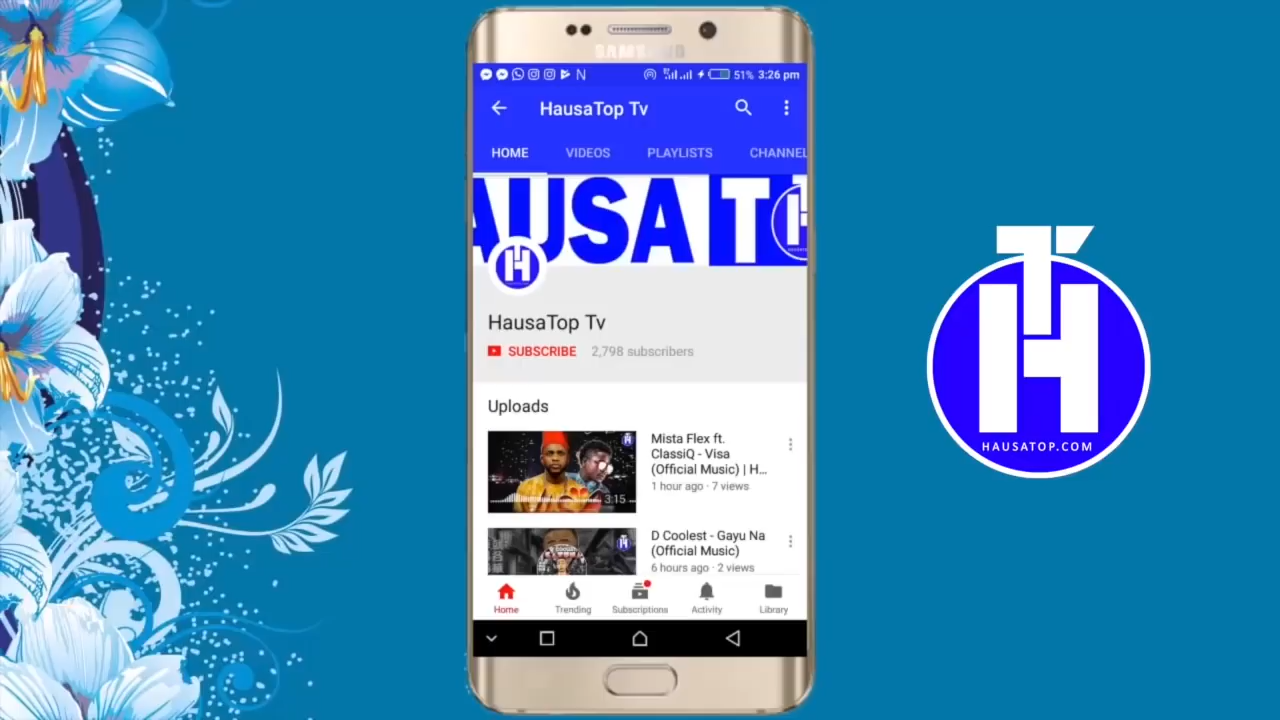 SAMSUNG
51% 3:26 pm
HausaTop Tv
HOME VIDEOS PLAYLISTS CHANNEL
AUSA T
H
HausaTop Tv
SUBSCRIBE 2,798 subscribers
Uploads
Mista Flex ft.
ClassiQ - Visa
(Official Music) | H...
1 hour ago · 7 views
3:15
D Coolest - Gayu Na
(Official Music)
6 hours ago · 2 views
Home Trending Subscriptions Activity Library
TH
HAUSATOP.COM